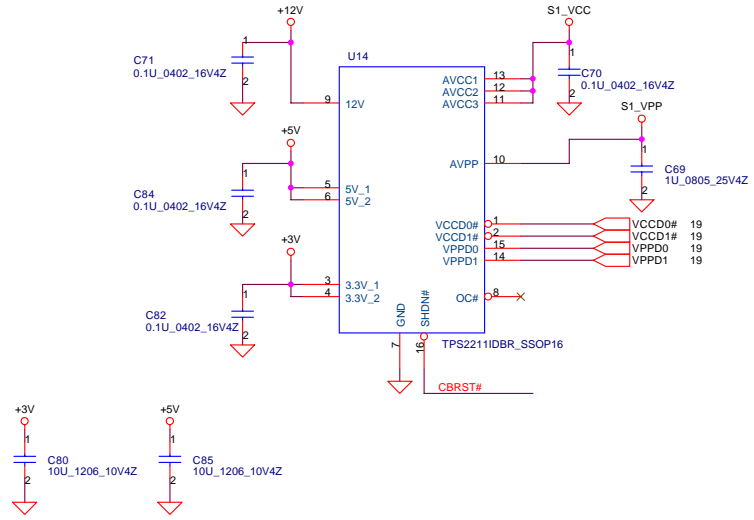 +12V
S1_VCC
1
C71
0.1U_0402_16V4Z
2
U14
9
12V
AVCC1
13
AVCC2
12
AVCC3
11
1
C70
0.1U_0402_16V4Z
2
S1_VPP
+5V
AVPP
10
1
C69
1U_0805_25V4Z
2
1
C84
0.1U_0402_16V4Z
2
5
5V_1
6
5V_2
VCCD0#
1
VCCD0#
19
VCCD1#
2
VCCD1#
19
VPPD0
15
VPPD0
19
VPPD1
14
VPPD1
19
+3V
3
3.3V_1
4
3.3V_2
1
C82
0.1U_0402_16V4Z
2
OC#
8
GND
SHDN#
7
16
TPS2211IDBR_SSOP16
CBRST#
+3V
1
C80
10U_1206_10V4Z
2
+5V
1
C85
10U_1206_10V4Z
2